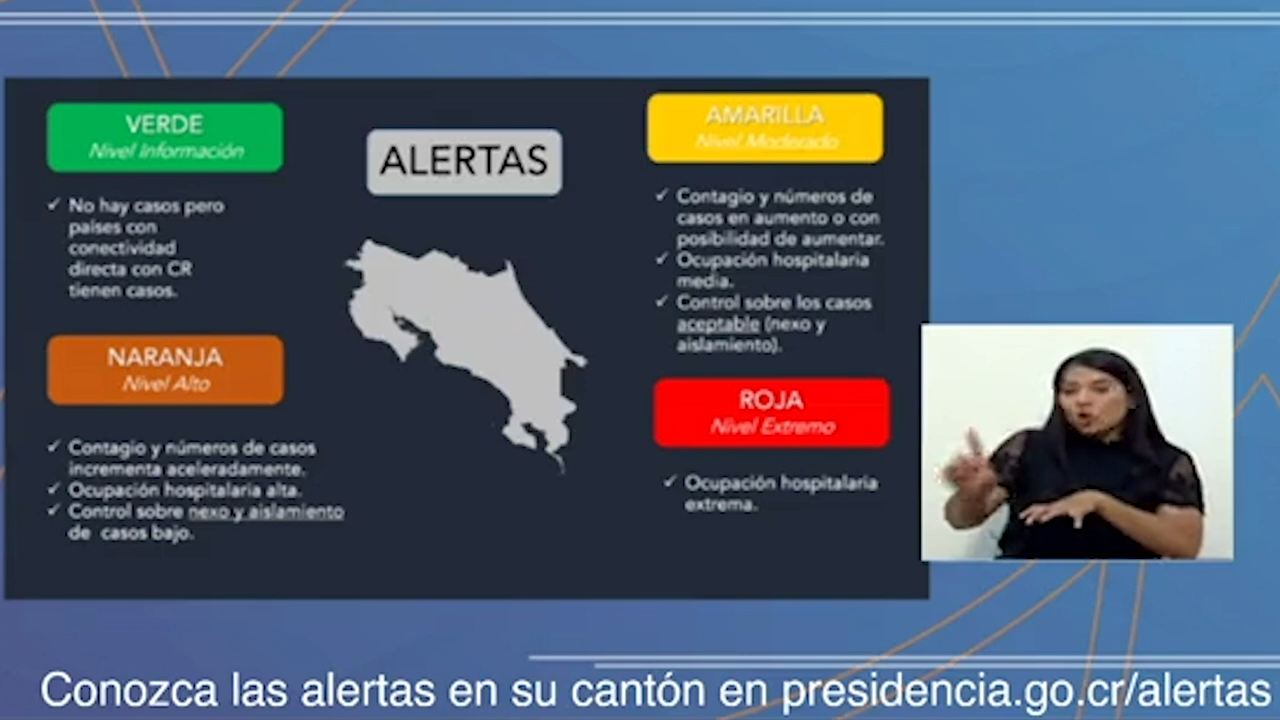 VERDE
Nivel Información
No hay casos pero
países con
conectividad
directa con CR
tienen casos.
ALERTAS
AMARILLA
Nivel Moderado
Contagio y números de
casos en aumento o con
posibilidad de aumentar.
Ocupación hospitalaria
media.
Control sobre los casos
aceptable (nexo y
aislamiento).
NARANJA
Nivel Alto
Contagio y números de casos
incrementa aceleradamente.
Ocupación hospitalaria alta.
Control sobre nexo y aislamiento
de casos bajo.
ROJA
Nivel Extremo
Ocupación hospitalaria
extrema.
Conozca las alertas en su cantón en presidencia.go.cr/alertas